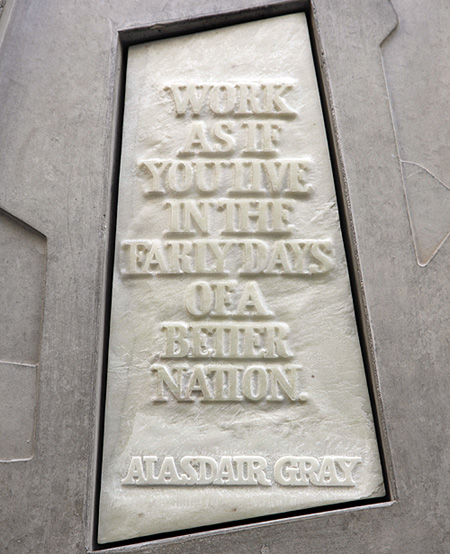 WORK
AS IF
YOU LIVE
IN THE
EARLY DAYS
OF A
BETTER
NATION.
ALASDAIR GRAY